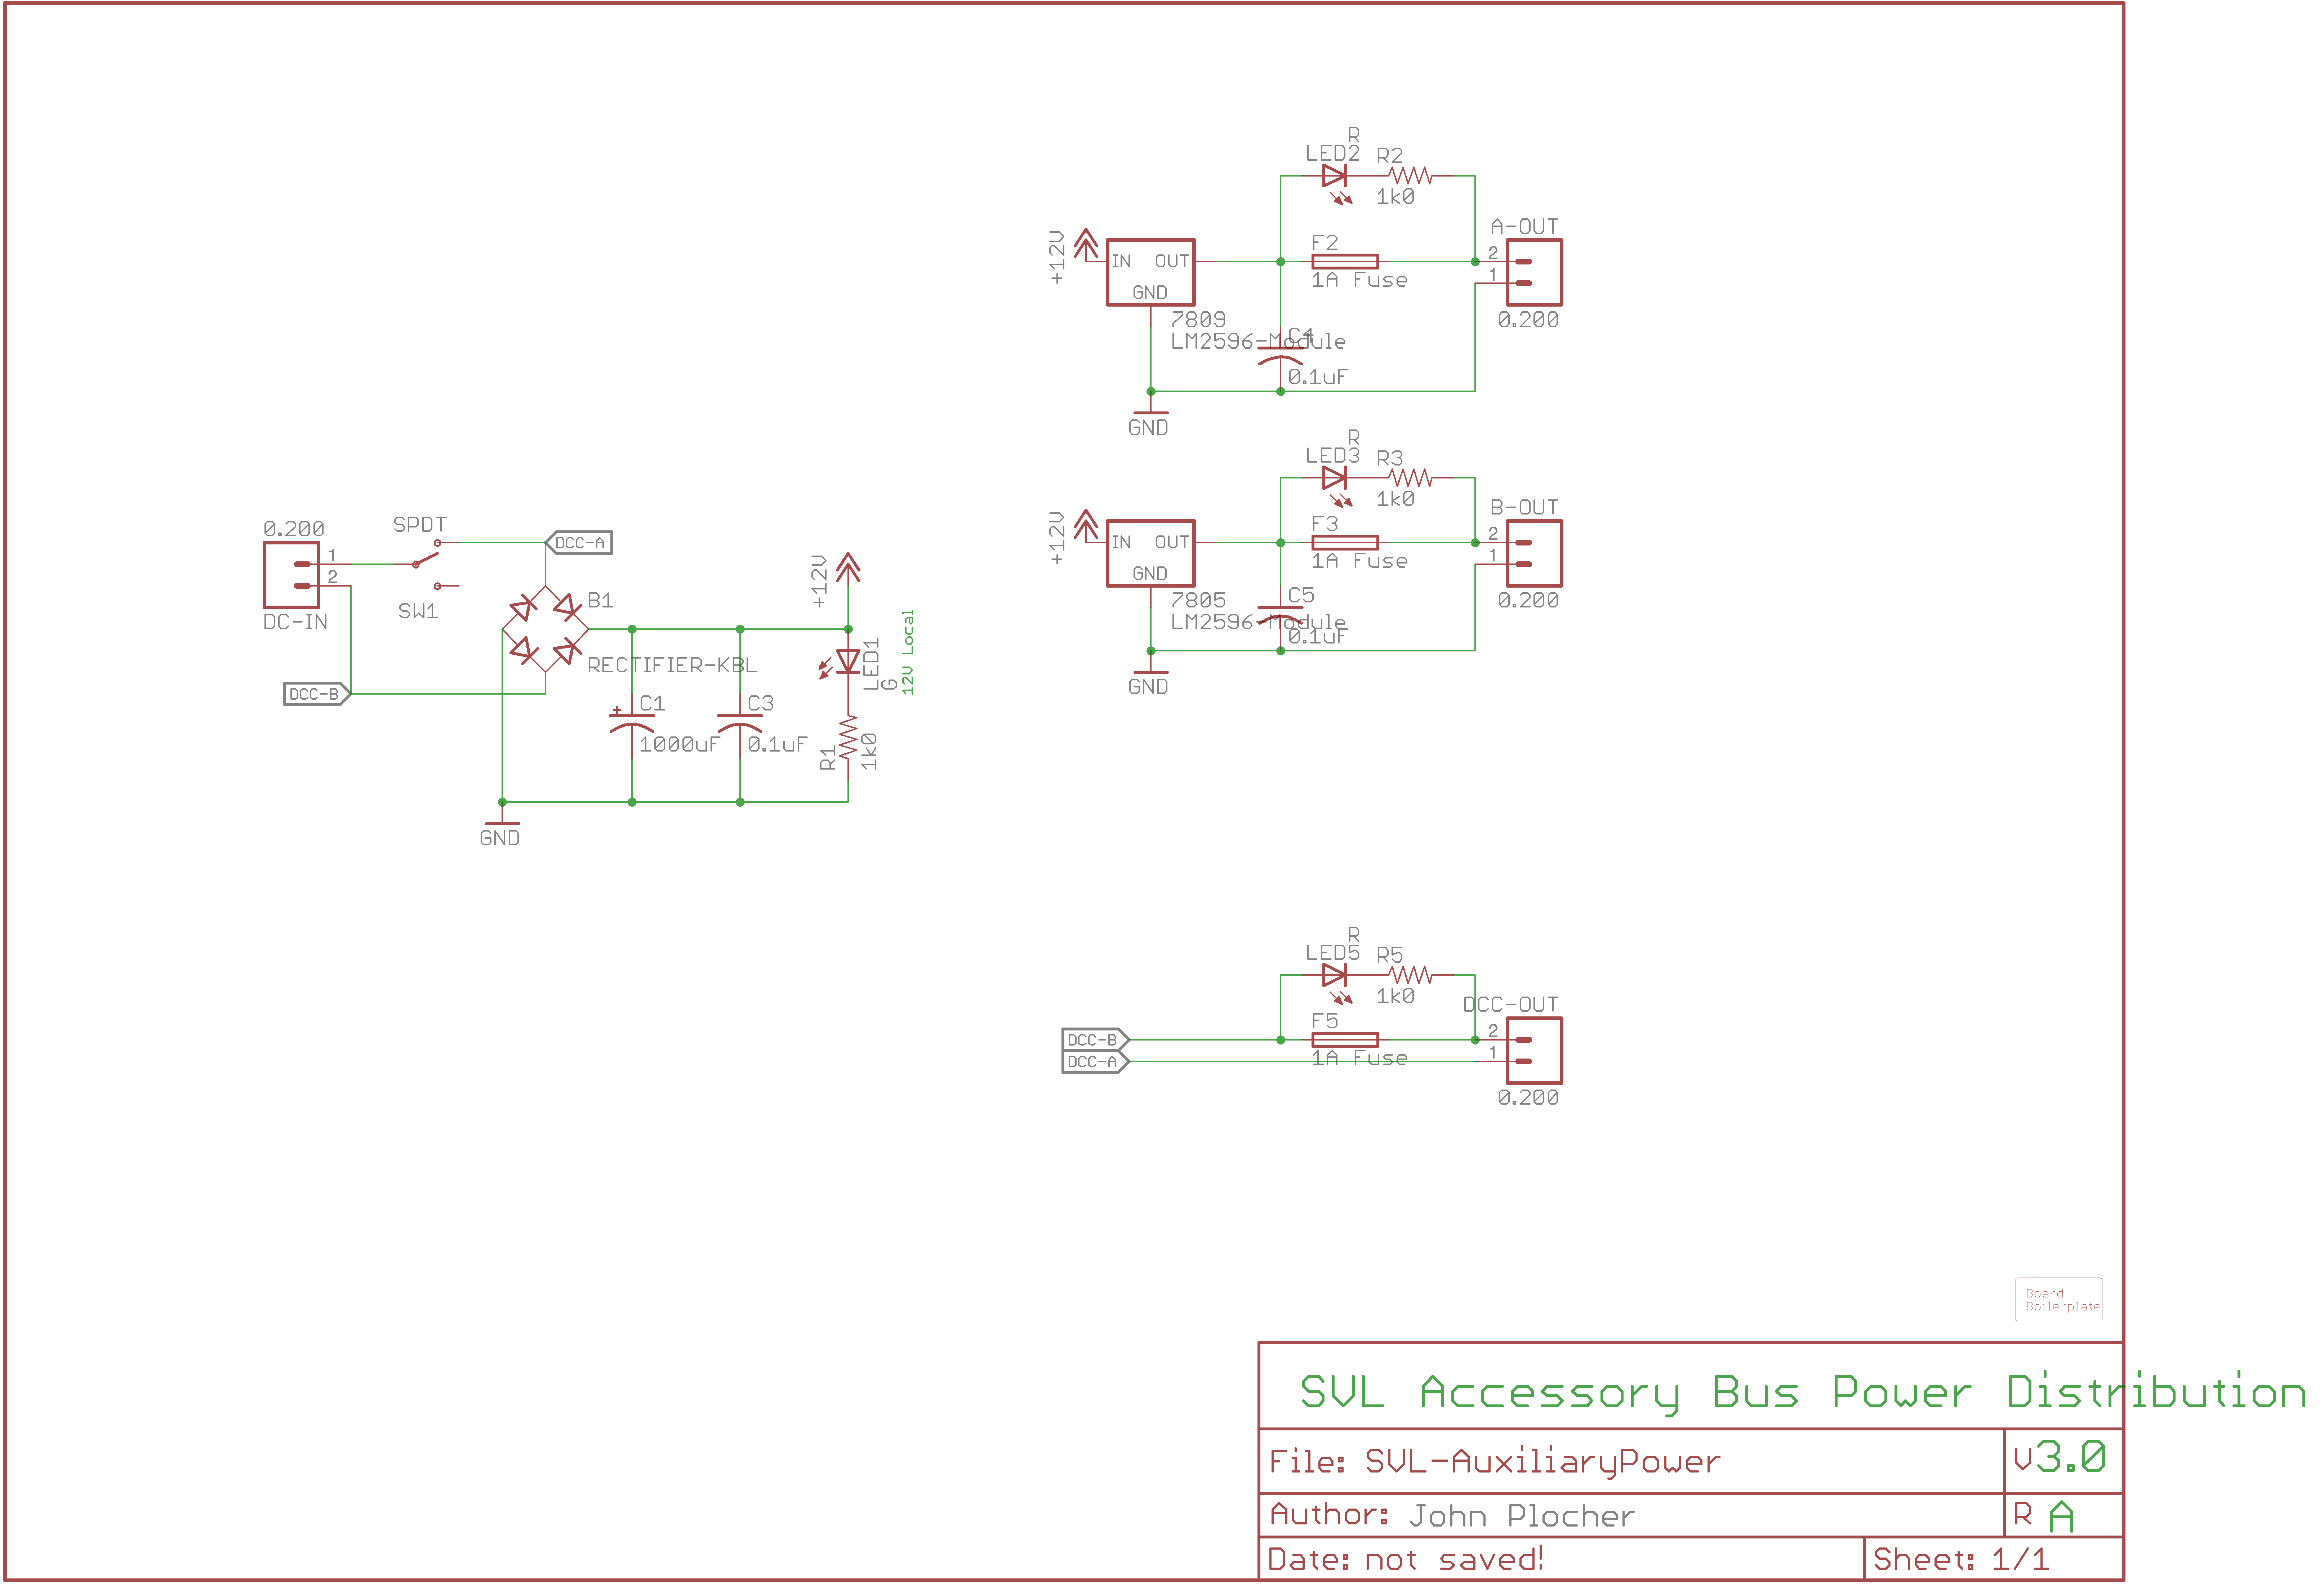 0.200
1
2
DC-IN
SPDT
SW1
DCC-A
DCC-B
B1
RECTIFIER-KBL
GND
C1
1000uF
C3
0.1uF
+12V
LED1
G
12V Local
R1
1k0
+12V
IN
OUT
GND
7809
LM2596-Module
R
LED2
R2
1k0
F2
1A Fuse
C4
0.1uF
GND
A-OUT
2
1
0.200
+12V
IN
OUT
GND
7805
LM2596-Module
R
LED3
R3
1k0
F3
1A Fuse
C5
0.1uF
GND
B-OUT
2
1
0.200
R
LED5
R5
1k0
F5
1A Fuse
DCC-B
DCC-A
DCC-OUT
2
1
0.200
Board
Boilerplate
SVL Accessory Bus Power Distribution
File: SVL-AuxiliaryPower
V3.0
Author: John Plocher
R A
Date: not saved!
Sheet: 1/1